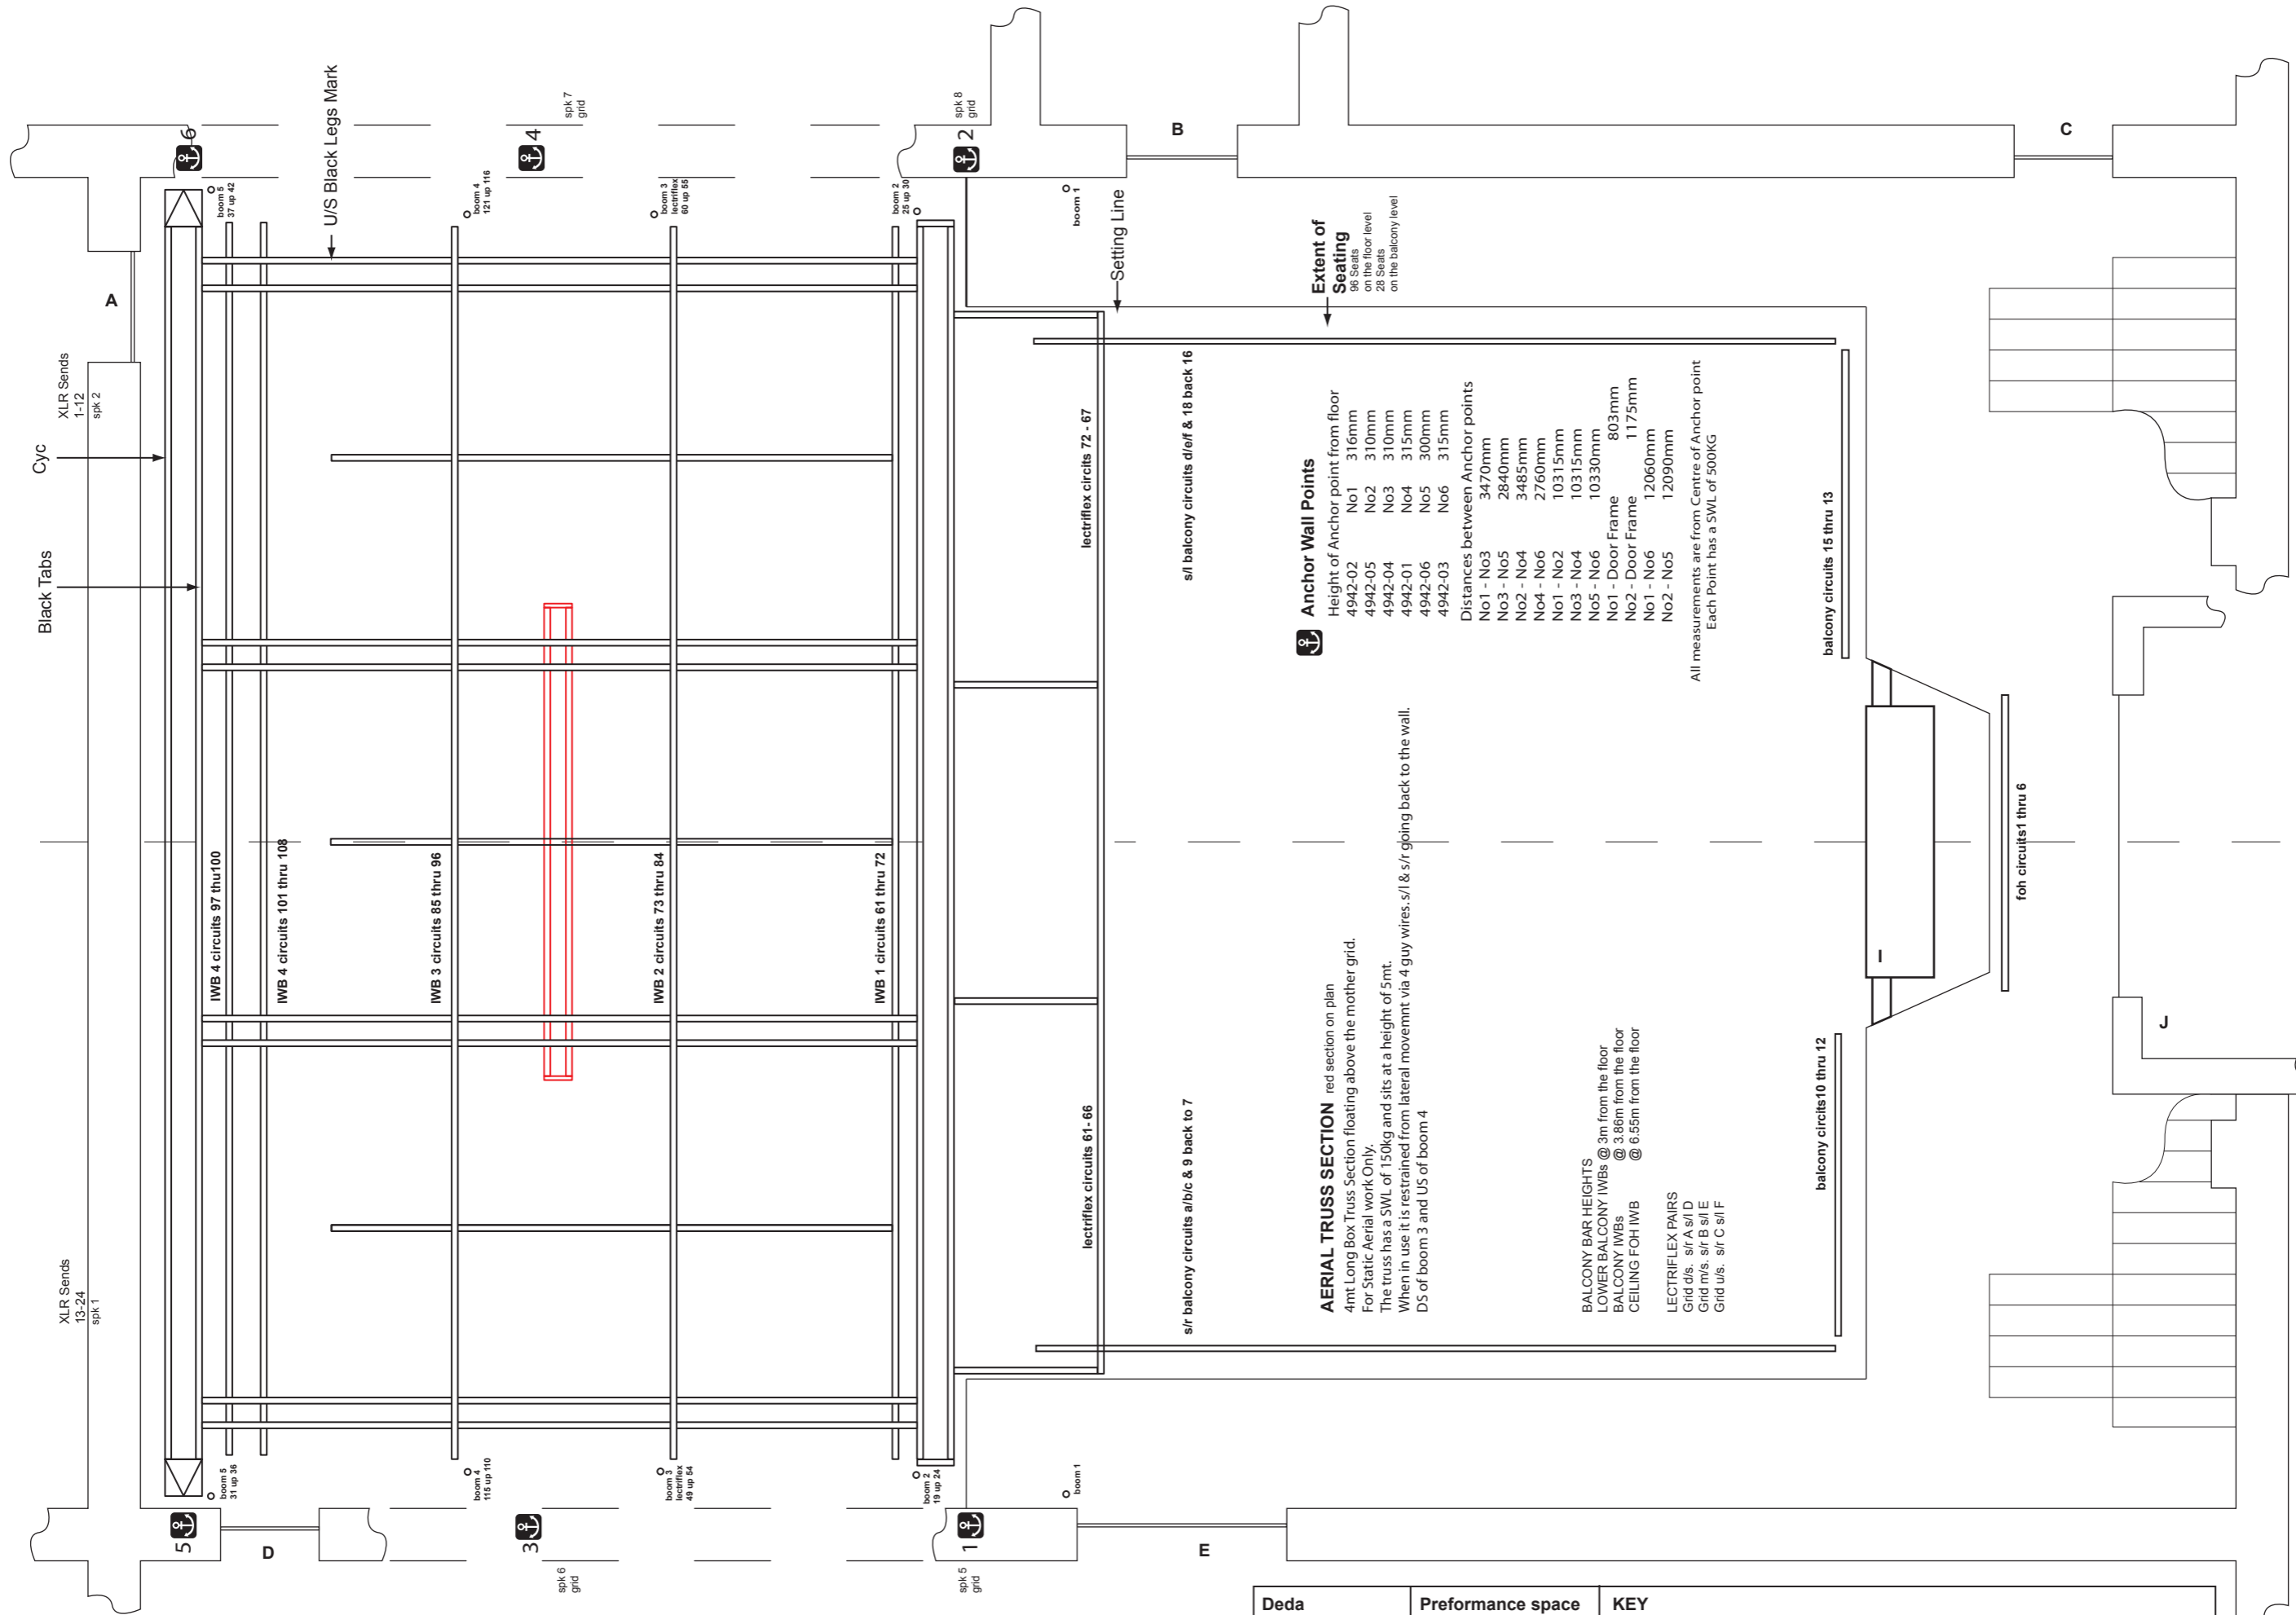 Cyc
Black Tabs
XLR Sends
1-12
spk 2
XLR Sends
13-24
spk 1
A
U/S Black Legs Mark
6
4
2
5
3
1
spk 7
grid
spk 8
grid
spk 6
grid
spk 5
grid
boom 5
37 up 42
boom 4
121 up 116
boom 3
lectriflex
60 up 55
boom 2
25 up 30
boom 1
boom 5
31 up 36
boom 4
115 up 110
boom 3
lectriflex
49 up 54
boom 2
19 up 24
boom 1
IWB 4 circuits 97 thu100
IWB 4 circuits 101 thru 108
IWB 3 circuits 85 thru 96
IWB 2 circuits 73 thru 84
IWB 1 circuits 61 thru 72
lectriflex circits 72 - 67
lectriflex circuits 61- 66
Setting Line
Extent of
Seating
96 Seats
on the floor level
28 Seats
on the balcony level
s/l balcony circuits d/e/f & 18 back 16
s/r balcony circuits a/b/c & 9 back to 7
Anchor Wall Points
Height of Anchor point from floor
4942-02 No1 316mm
4942-05 No2 310mm
4942-04 No3 310mm
4942-01 No4 315mm
4942-06 No5 300mm
4942-03 No6 315mm
Distances between Anchor points
No1 - No3 3470mm
No3 - No5 2840mm
No2 - No4 3485mm
No4 - No6 2760mm
No1 - No2 10315mm
No3 - No4 10315mm
No5 - No6 10330mm
No1 - Door Frame 803mm
No2 - Door Frame 1175mm
No1 - No6 12060mm
No2 - No5 12090mm
All measurements are from Centre of Anchor point
Each Point has a SWL of 500KG
AERIAL TRUSS SECTION red section on plan
4mt Long Box Truss Section floating above the mother grid.
For Static Aerial work Only.
The truss has a SWL of 150kg and sits at a height of 5mt.
When in use it is restrained from lateral movemnt via 4 guy wires. s/l & s/r going back to the wall.
DS of boom 3 and US of boom 4
BALCONY BAR HEIGHTS
LOWER BALCONY IWBs @ 3m from the floor
BALCONY IWBs @ 3.86m from the floor
CEILING FOH IWB @ 6.55m from the floor
LECTRIFLEX PAIRS
Grid d/s. s/r A s/l D
Grid m/s. s/r B s/l E
Grid u/s. s/r C s/l F
balcony circuits 15 thru 13
balcony circits10 thru 12
foh circuits1 thru 6
B
C
D
E
I
J
Deda
Preformance space
KEY